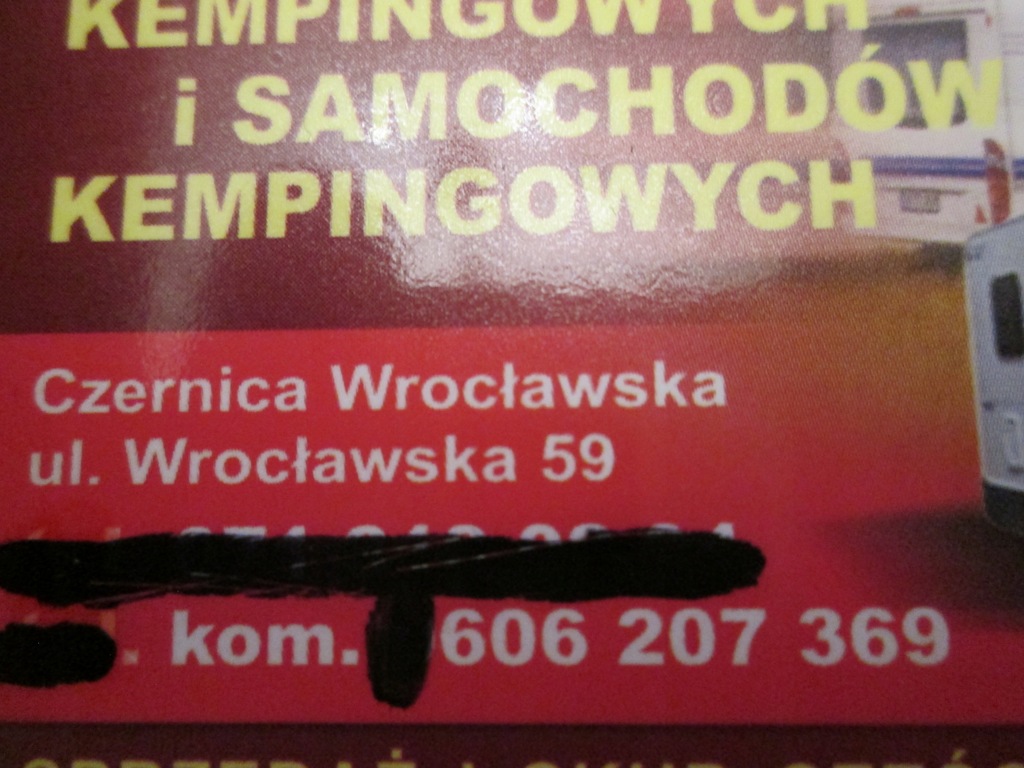 KEMPINGOWYCH
i SAMOCHODÓW
KEMPINGOWYCH
Czernica Wrocławska
ul. Wrocławska 59
kom. 606 207 369